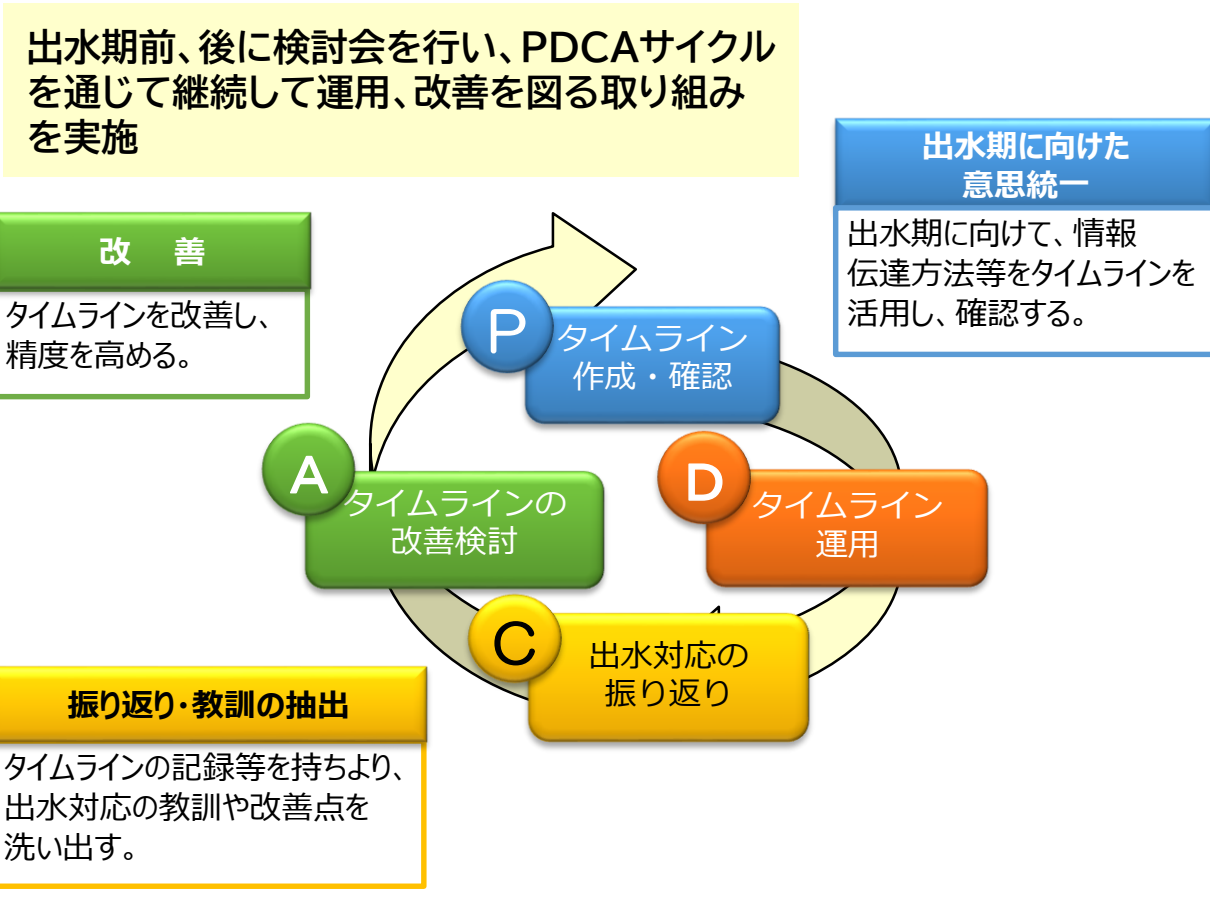 出水期前、後に検討会を行い、PDCAサイクル
を通じて継続して運用、改善を図る取り組み
を実施
出水期に向けた
意思統一
出水期に向けて、情報
伝達方法等をタイムラインを
活用し、確認する。
改　善
タイムラインを改善し、
精度を高める。
P
タイムライン
作成・確認
D
タイムライン
運用
A
タイムラインの
改善検討
C
出水対応の
振り返り
振り返り・教訓の抽出
タイムラインの記録等を持ちより、
出水対応の教訓や改善点を
洗い出す。